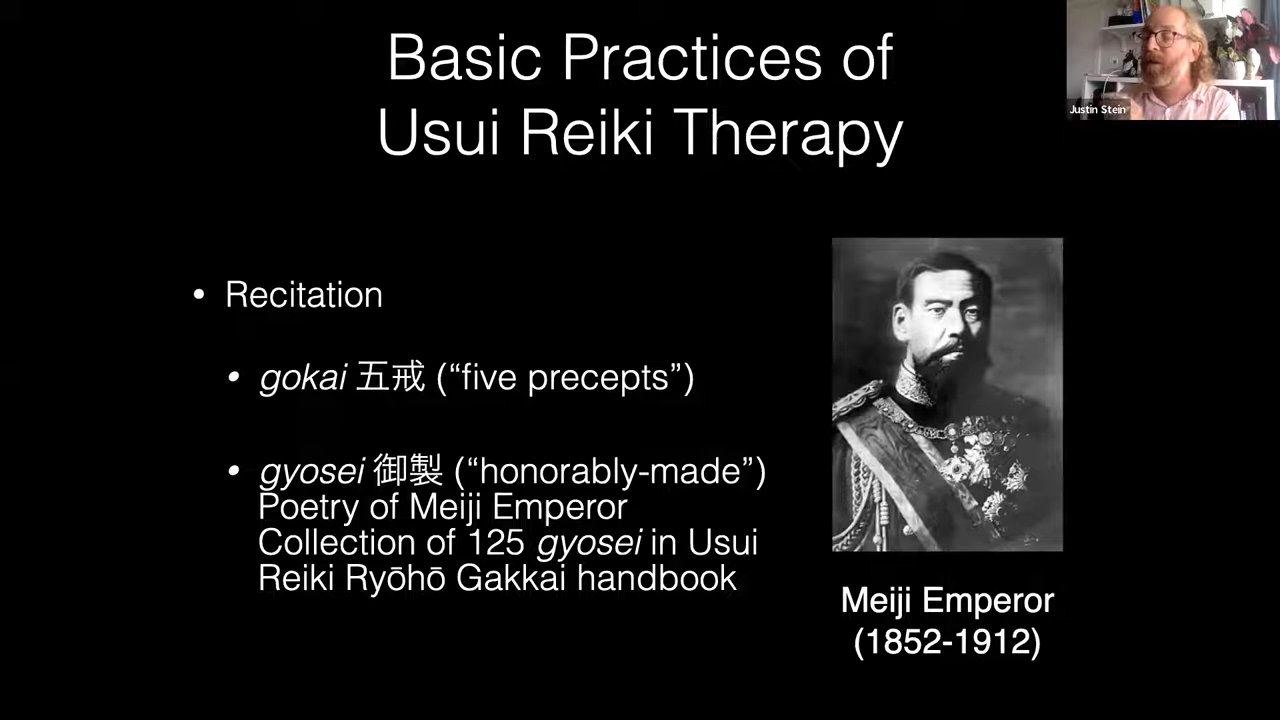 Basic Practices of
Usui Reiki Therapy
Justin Stein
• Recitation
• gokai 五戒 (“five precepts”)
• gyosei 御製 (“honorably-made”)
Poetry of Meiji Emperor
Collection of 125 gyosei in Usui
Reiki Ryōhō Gakkai handbook
Meiji Emperor
(1852-1912)